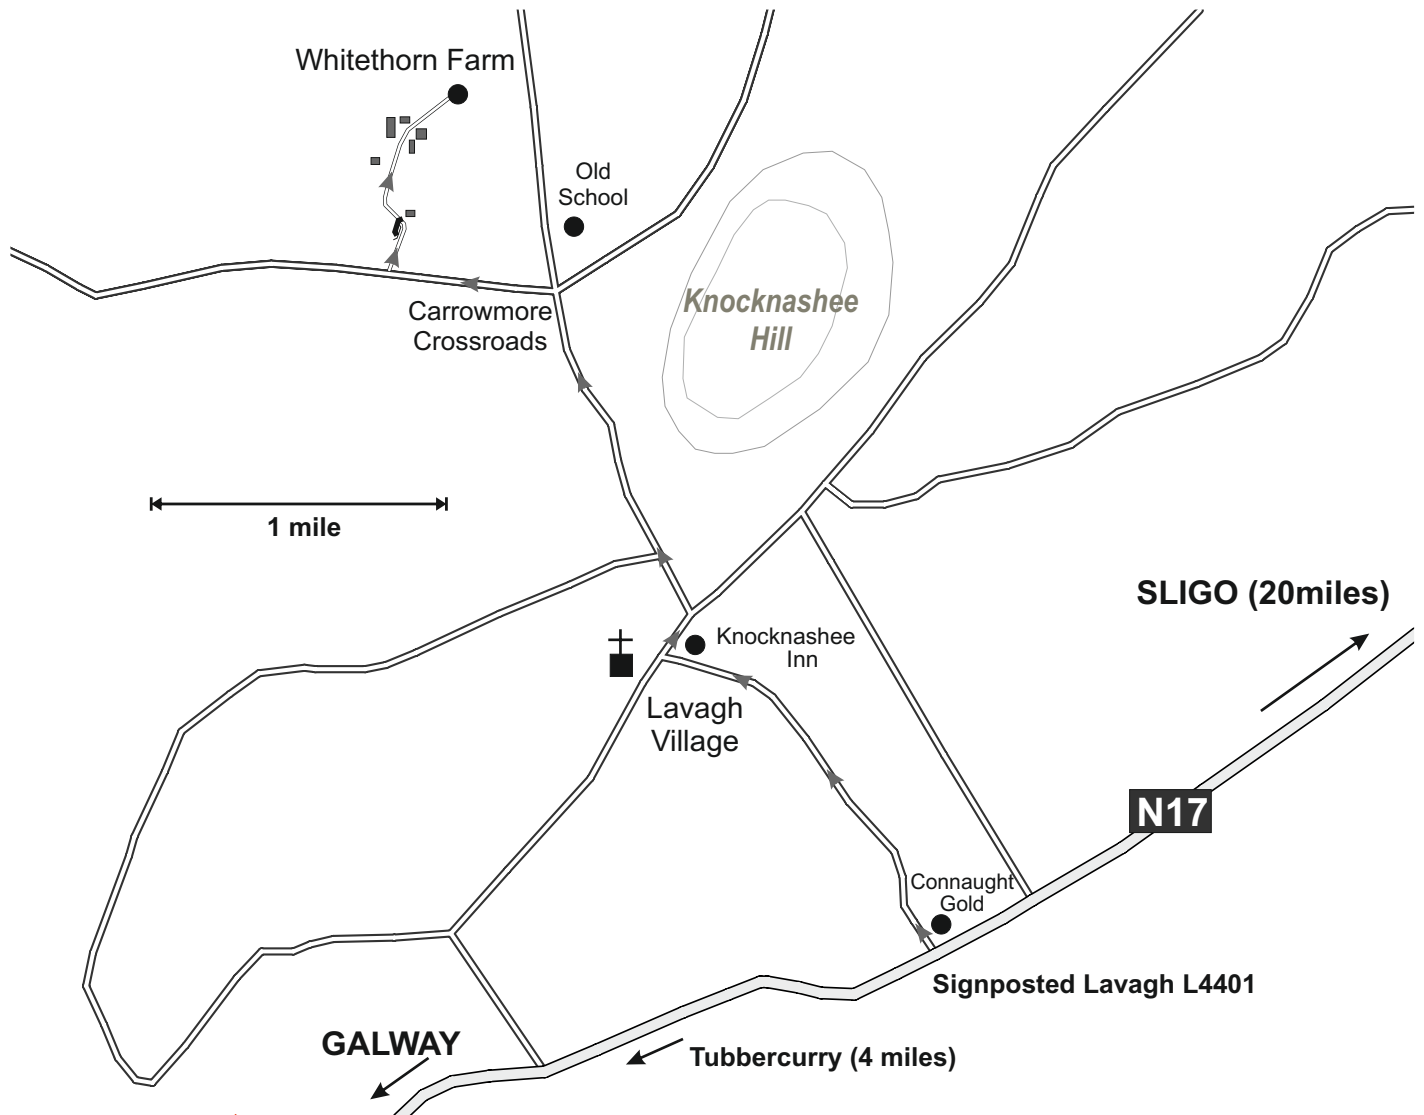 Whitethorn Farm
Old
School
Carrowmore
Crossroads
Knocknashee
Hill
1 mile
SLIGO (20miles)
Knocknashee
Inn
Lavagh
Village
N17
Connaught
Gold
Signposted Lavagh L4401
GALWAY
Tubbercurry (4 miles)